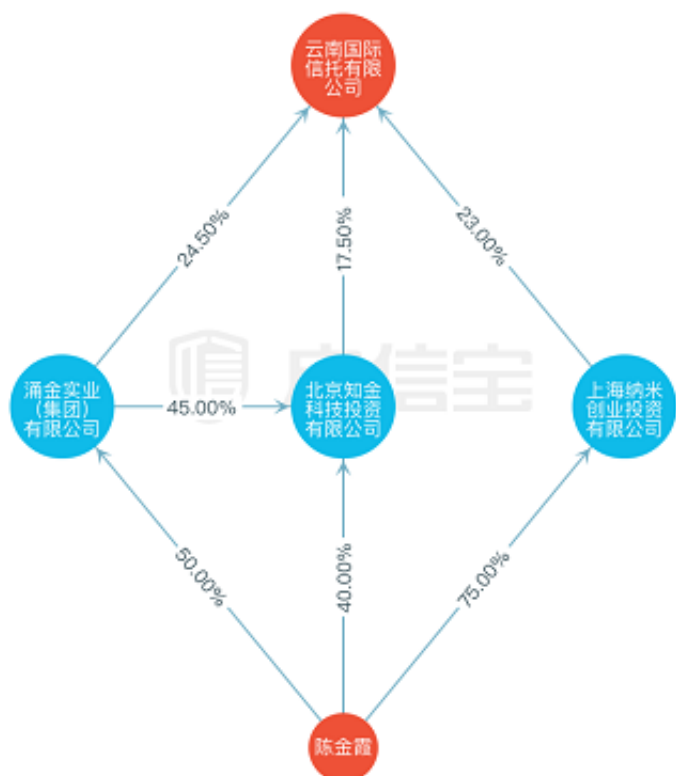 云南国际
信托有限
公司
24.50%
17.50%
23.00%
信宝
涌金实业
（集团）
有限公司
45.00%
北京知金
科技投资
有限公司
上海纳米
创业投资
有限公司
50.00%
40.00%
75.00%
陈金霞